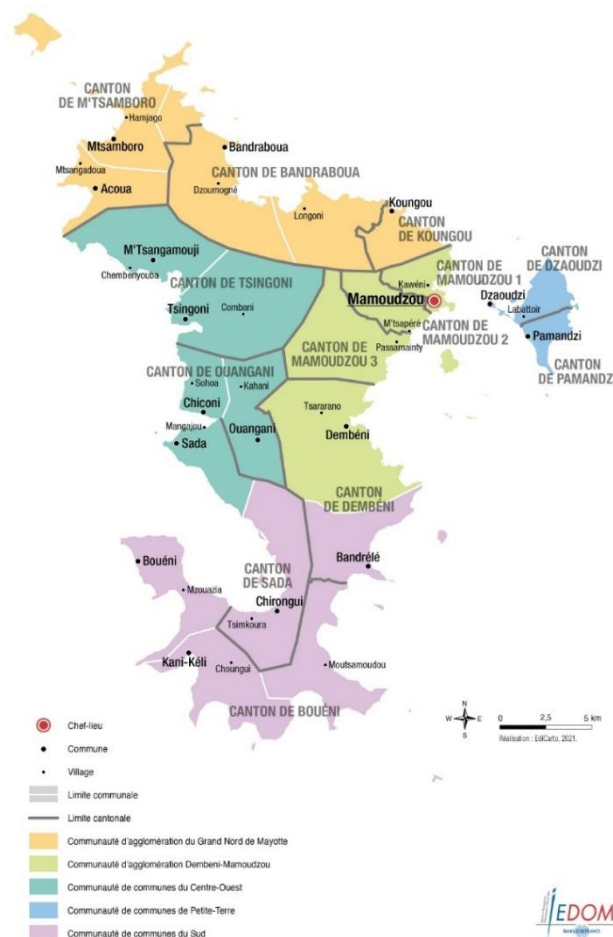 CANTON
DE M'TSAMBORO
Hamjago
Mtsamboro
Bandraboua
Mtsangadoua
CANTON DE BANDRABOUA
Dzoumogné
Acoua
Longoni
Koungou
CANTON
DE KOUNGOU
M'Tsangamouji
Chembenyouba
CANTON DE TSINGONI
CANTON
DE DZAOUDZI
CANTON DE
MAMOUDZOU 1
Kawéni
Mamoudzou
Dzaoudzi
Labattoir
Combani
Tsingoni
M'tsapéré
CANTON DE
MAMOUDZOU 2
Passamainty
Pamandzi
CANTON DE
MAMOUDZOU 3
CANTON
DE PAMANDZ
CANTON DE OUANGANI
Sohoa
Kahani
Chiconi
Tsararano
Mangajou
Ouangani
Dembéni
Sada
CANTON
DE DEMBÉNI
Bouéni
Bandrélé
CANTON
DE SADA
Mzouazia
Chirongui
Tsimkoura
Kani-Kéli
Choungui
Moutsamoudou
CANTON DE BOUÉNI
N
W E
S
0 2,5 5 km
Réalisation : EdiCarto, 2021.
Chef-lieu
Commune
Village
Limite communale
Limite cantonale
Communauté d'agglomération du Grand Nord de Mayotte
Communauté d'agglomération Dembeni-Mamoudzou
Communauté de communes du Centre-Ouest
Communauté de communes de Petite-Terre
Communauté de communes du Sud
IEDOM
BANQUE DE FRANCE